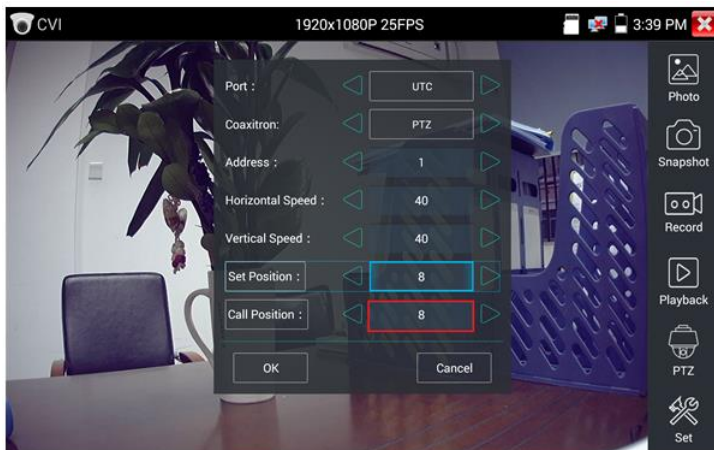 CVI 1920x1080P 25FPS 3:39 PM
Port : UTC
Coaxitron: PTZ
Address : 1
Horizontal Speed : 40
Vertical Speed : 40
Set Position : 8
Call Position : 8
OK Cancel
Photo
Snapshot
Record
Playback
PTZ
Set